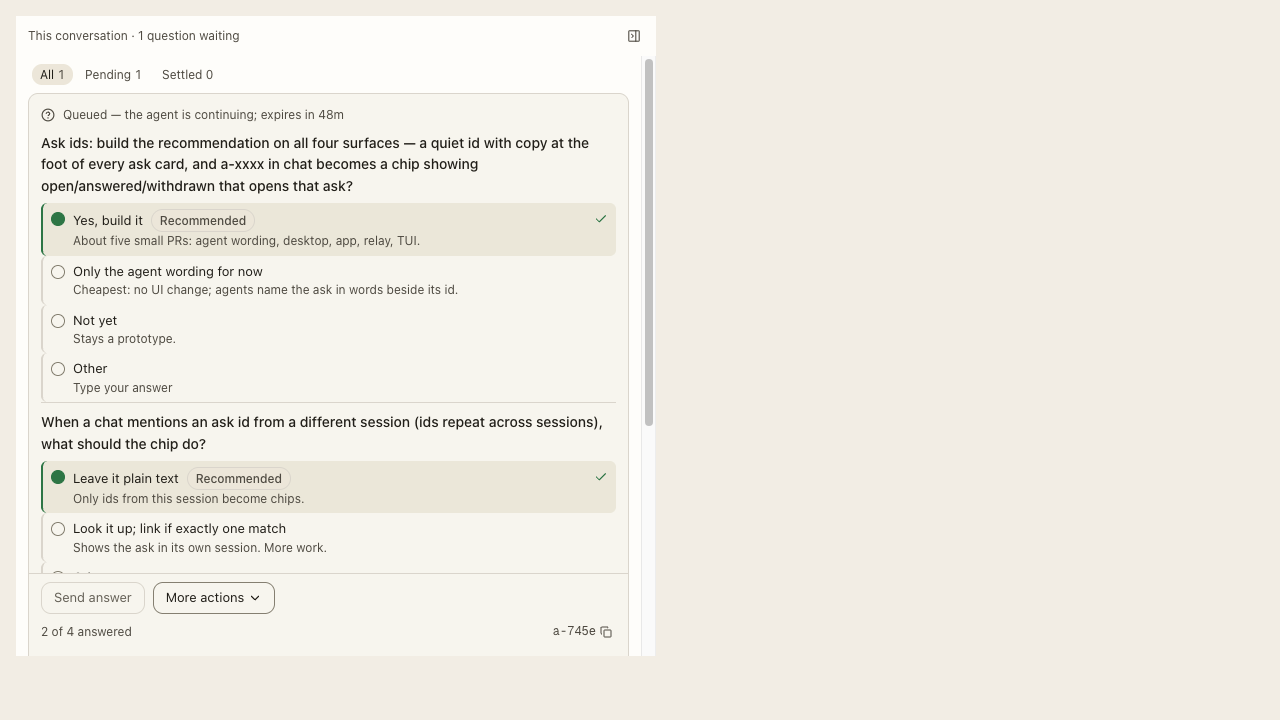 This conversation · 1 question waiting
All 1 Pending 1 Settled 0
Queued — the agent is continuing; expires in 48m
Ask ids: build the recommendation on all four surfaces — a quiet id with copy at the
foot of every ask card, and a-xxxx in chat becomes a chip showing
open/answered/withdrawn that opens that ask?
Yes, build it Recommended
About five small PRs: agent wording, desktop, app, relay, TUI.
Only the agent wording for now
Cheapest: no UI change; agents name the ask in words beside its id.
Not yet
Stays a prototype.
Other
Type your answer
When a chat mentions an ask id from a different session (ids repeat across sessions),
what should the chip do?
Leave it plain text Recommended
Only ids from this session become chips.
Look it up; link if exactly one match
Shows the ask in its own session. More work.
Send answer More actions
2 of 4 answered a-745e